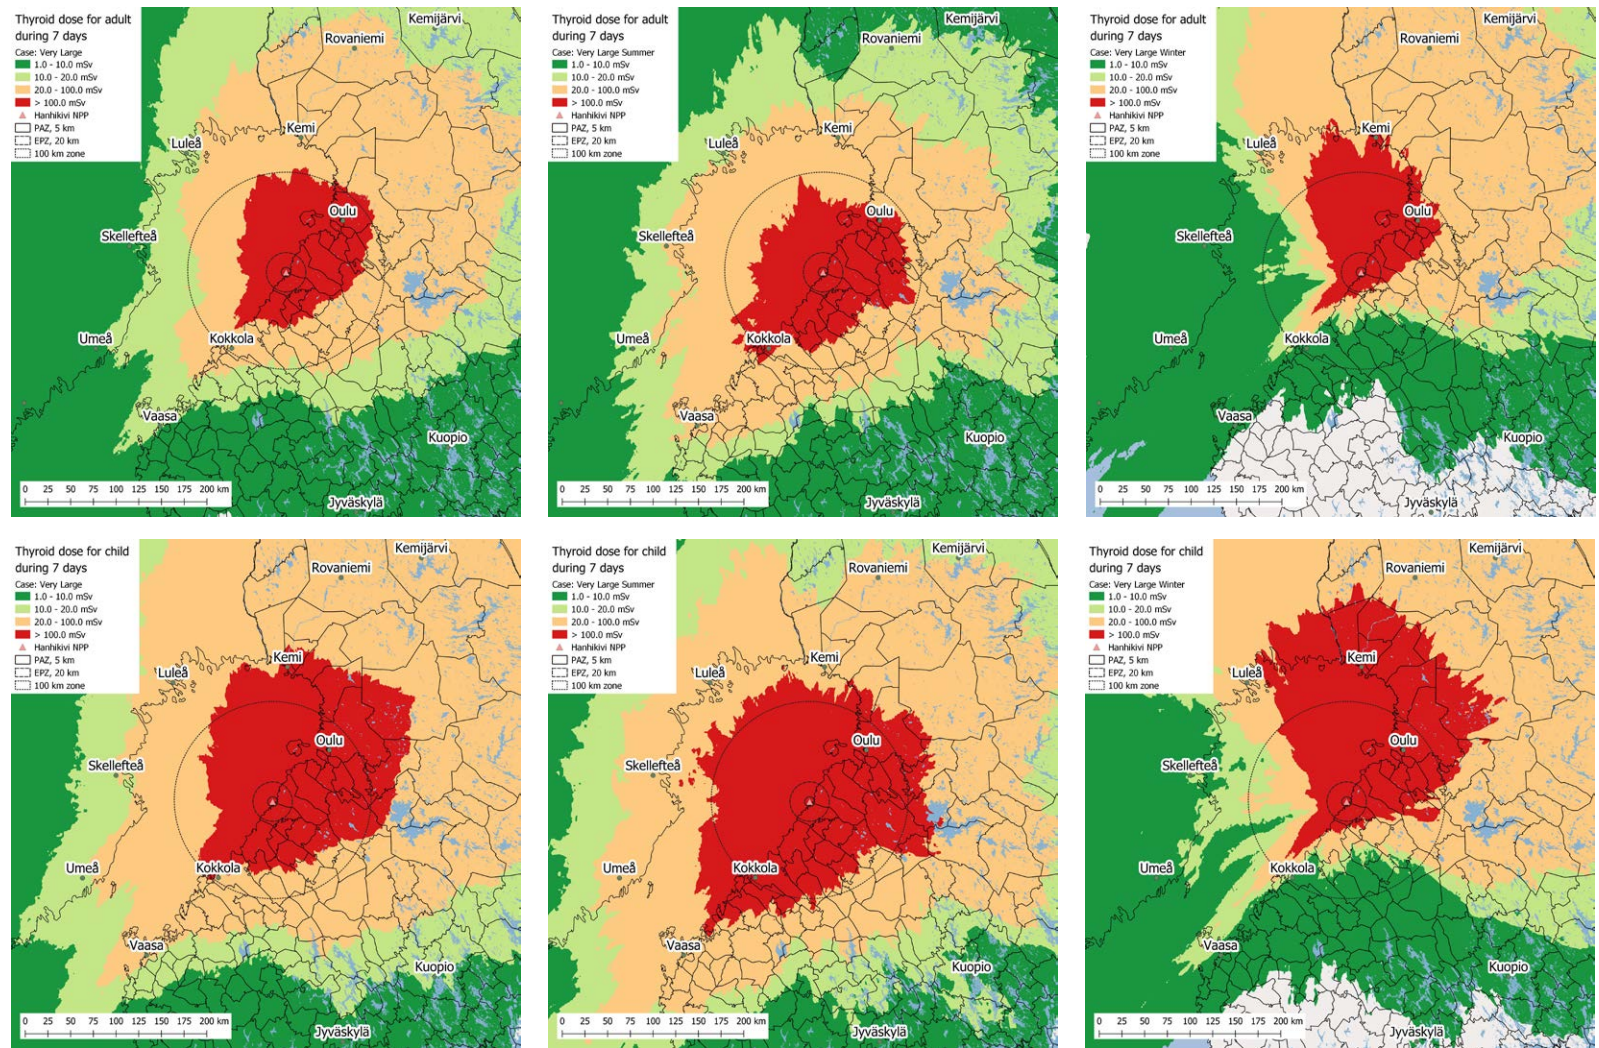 Thyroid dose for adult
during 7 days
Case: Very Large
1.0 - 10.0 mSv
10.0 - 20.0 mSv
20.0 - 100.0 mSv
> 100.0 mSv
Hanhikivi NPP
PAZ, 5 km
EPZ, 20 km
100 km zone
Kemijärvi
Rovaniemi
Kemi
Luleå
Oulu
Skellefteå
Umeå
Kokkola
Vaasa
Kuopio
Jyväskylä
0 25 50 75 100 125 150 175 200 km
Thyroid dose for adult
during 7 days
Case: Very Large Summer
1.0 - 10.0 mSv
10.0 - 20.0 mSv
20.0 - 100.0 mSv
> 100.0 mSv
Hanhikivi NPP
PAZ, 5 km
EPZ, 20 km
100 km zone
Kemijärvi
Rovaniemi
Kemi
Luleå
Oulu
Skellefteå
Umeå
Kokkola
Vaasa
Kuopio
Jyväskylä
0 25 50 75 100 125 150 175 200 km
Thyroid dose for adult
during 7 days
Case: Very Large Winter
1.0 - 10.0 mSv
10.0 - 20.0 mSv
20.0 - 100.0 mSv
> 100.0 mSv
Hanhikivi NPP
PAZ, 5 km
EPZ, 20 km
100 km zone
Kemijärvi
Rovaniemi
Kemi
Luleå
Oulu
Skellefteå
Umeå
Kokkola
Vaasa
Kuopio
Jyväskylä
0 25 50 75 100 125 150 175 200 km
Thyroid dose for child
during 7 days
Case: Very Large
1.0 - 10.0 mSv
10.0 - 20.0 mSv
20.0 - 100.0 mSv
> 100.0 mSv
Hanhikivi NPP
PAZ, 5 km
EPZ, 20 km
100 km zone
Kemijärvi
Rovaniemi
Kemi
Luleå
Oulu
Skellefteå
Umeå
Kokkola
Vaasa
Kuopio
Jyväskylä
0 25 50 75 100 125 150 175 200 km
Thyroid dose for child
during 7 days
Case: Very Large Summer
1.0 - 10.0 mSv
10.0 - 20.0 mSv
20.0 - 100.0 mSv
> 100.0 mSv
Hanhikivi NPP
PAZ, 5 km
EPZ, 20 km
100 km zone
Kemijärvi
Rovaniemi
Kemi
Luleå
Oulu
Skellefteå
Umeå
Kokkola
Vaasa
Kuopio
Jyväskylä
0 25 50 75 100 125 150 175 200 km
Thyroid dose for child
during 7 days
Case: Very Large Winter
1.0 - 10.0 mSv
10.0 - 20.0 mSv
20.0 - 100.0 mSv
> 100.0 mSv
Hanhikivi NPP
PAZ, 5 km
EPZ, 20 km
100 km zone
Kemijärvi
Rovaniemi
Kemi
Luleå
Oulu
Skellefteå
Umeå
Kokkola
Vaasa
Kuopio
Jyväskylä
0 25 50 75 100 125 150 175 200 km